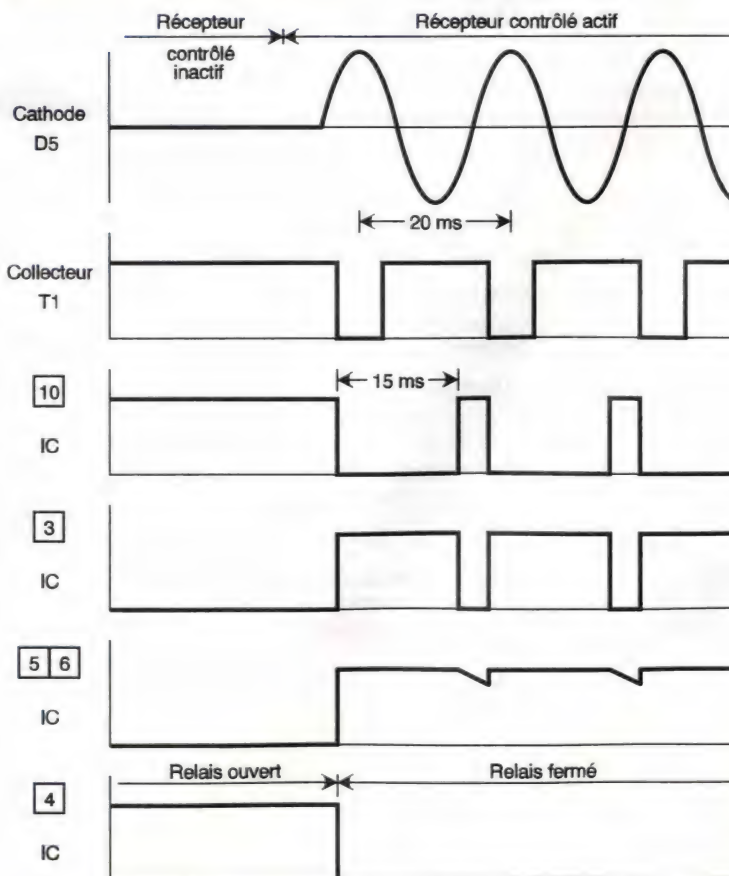 Récepteur
contrôlé
inactif
Récepteur contrôlé actif
Cathode
D5
20 ms
Collecteur
T1
15 ms
10
IC
3
IC
5 6
IC
Relais ouvert
Relais fermé
4
IC